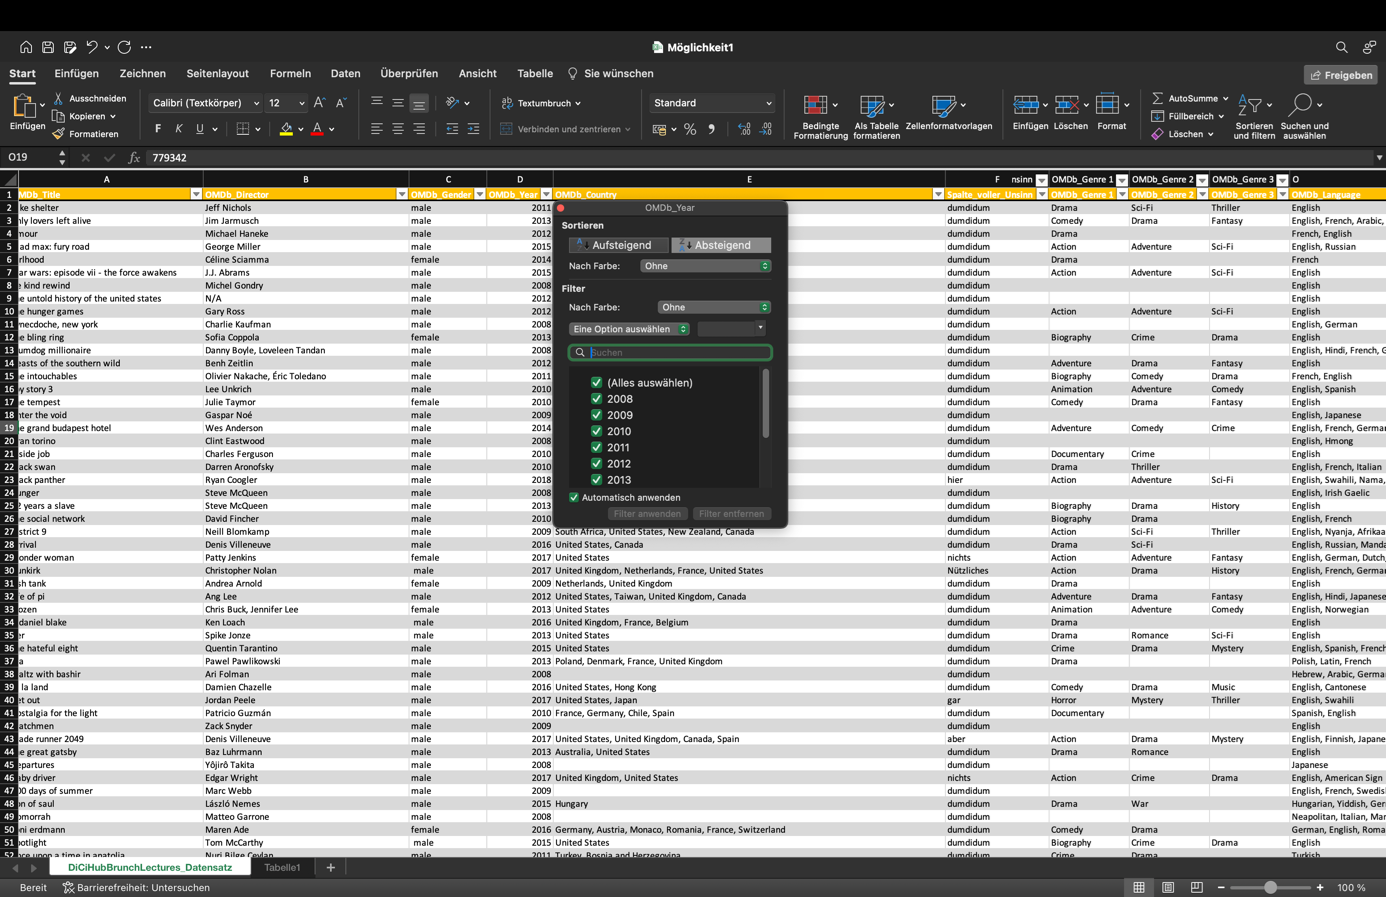 Möglichkeit1
Start Einfügen Zeichnen Seitenlayout Formeln Daten Überprüfen Ansicht Tabelle Sie wünschen Freigeben
Einfügen Ausschneiden Kopieren Formatieren
Calibri (Textkörper) 12 Textumbruch Standard
F K U Verbinden und zentrieren
Bedingte Formatierung Als Tabelle formatieren Zellenformatvorlagen Einfügen Löschen Format
AutoSumme Füllbereich Löschen Sortieren und filtern Suchen und auswählen
O19 fx 779342
A B C D E F nsinn OMDb_Genre 1 OMDb_Genre 2 OMDb_Genre 3 O
1 MDb_Title OMDb_Director OMDb_Gender OMDb_Year OMDb_Country Spalte_voller_Unsinn OMDb_Genre 1 OMDb_Genre 2 OMDb_Genre 3 OMDb_Language
2 ke shelter Jeff Nichols male 2011 dumdidum Drama Sci-Fi Thriller English
3 nly lovers left alive Jim Jarmusch male 2013 dumdidum Comedy Drama Fantasy English, French, Arabic,
4 mour Michael Haneke male 2012 dumdidum Drama French, English
5 ad max: fury road George Miller male 2015 dumdidum Action Adventure Sci-Fi English, Russian
6 rlhood Céline Sciamma female 2014 dumdidum Drama French
7 ar wars: episode vii - the force awakens J.J. Abrams male 2015 dumdidum Action Adventure Sci-Fi English
8 e kind rewind Michel Gondry male 2008 dumdidum English
9 e untold history of the united states N/A male 2012 dumdidum English
10 e hunger games Gary Ross male 2012 dumdidum Action Adventure Sci-Fi English
11 necdoche, new york Charlie Kaufman male 2008 dumdidum English, German
12 e bling ring Sofia Coppola female 2013 dumdidum Biography Crime Drama English
13 umdog millionaire Danny Boyle, Loveleen Tandan male 2008 dumdidum English, Hindi, French, G
14 easts of the southern wild Benh Zeitlin male 2012 dumdidum Adventure Drama Fantasy English
15 e intouchables Olivier Nakache, Éric Toledano male 2011 dumdidum Biography Comedy Drama French, English
16 oy story 3 Lee Unkrich male 2010 dumdidum Animation Adventure Comedy English, Spanish
17 e tempest Julie Taymor female 2010 dumdidum Comedy Drama Fantasy English
18 nter the void Gaspar Noé male 2009 dumdidum English, Japanese
19 e grand budapest hotel Wes Anderson male 2014 dumdidum Adventure Comedy Crime English, French, German
20 ran torino Clint Eastwood male 2008 dumdidum English, Hmong
21 side job Charles Ferguson male 2010 dumdidum Documentary Crime English
22 ack swan Darren Aronofsky male 2010 dumdidum Drama Thriller English, French, Italian
23 ack panther Ryan Coogler male 2018 hier Action Adventure Sci-Fi English, Swahili, Nama,
24 unger Steve McQueen male 2008 dumdidum English, Irish Gaelic
25 2 years a slave Steve McQueen male 2013 dumdidum Biography Drama History English
26 e social network David Fincher male 2010 dumdidum Biography Drama English, French
27 strict 9 Neill Blomkamp male 2009 South Africa, United States, New Zealand, Canada dumdidum Action Sci-Fi Thriller English, Nyanja, Afrikaa
28 rrival Denis Villeneuve male 2016 United States, Canada dumdidum Drama Sci-Fi English, Russian, Manda
29 onder woman Patty Jenkins female 2017 United States nichts Action Adventure Fantasy English, German, Dutch,
30 unkirk Christopher Nolan male 2017 United Kingdom, Netherlands, France, United States Nützliches Action Drama History English, French, German
31 sh tank Andrea Arnold female 2009 Netherlands, United Kingdom dumdidum Drama English
32 e of pi Ang Lee male 2012 United States, Taiwan, United Kingdom, Canada dumdidum Adventure Drama Fantasy English, Hindi, Japanese
33 ozen Chris Buck, Jennifer Lee female 2013 United States dumdidum Animation Adventure Comedy English, Norwegian
34 daniel blake Ken Loach male 2016 United Kingdom, France, Belgium dumdidum Drama English
35 er Spike Jonze male 2013 United States dumdidum Drama Romance Sci-Fi English
36 e hateful eight Quentin Tarantino male 2015 United States dumdidum Crime Drama Mystery English, Spanish, French
37 a Pawel Pawlikowski male 2013 Poland, Denmark, France, United Kingdom dumdidum Drama Polish, Latin, French
38 altz with bashir Ari Folman male 2008 dumdidum Hebrew, Arabic, German
39 la land Damien Chazelle male 2016 United States, Hong Kong dumdidum Comedy Drama Music English, Cantonese
40 et out Jordan Peele male 2017 United States, Japan gar Horror Mystery Thriller English, Swahili
41 ostalgia for the light Patricio Guzmán male 2010 France, Germany, Chile, Spain dumdidum Documentary Spanish, English
42 atchmen Zack Snyder male 2009 dumdidum English
43 ade runner 2049 Denis Villeneuve male 2017 United States, United Kingdom, Canada, Spain aber Action Drama Mystery English, Finnish, Japane
44 e great gatsby Baz Luhrmann male 2013 Australia, United States dumdidum Drama Romance English
45 epartures Yôjirô Takita male 2008 dumdidum Japanese
46 aby driver Edgar Wright male 2017 United Kingdom, United States nichts Action Crime Drama English, American Sign
47 00 days of summer Marc Webb male 2009 dumdidum English, French, Swedis
48 on of saul László Nemes male 2015 Hungary dumdidum Drama War Hungarian, Yiddish, Ger
49 omorrah Matteo Garrone male 2008 dumdidum Neapolitan, Italian, Mar
50 oni erdmann Maren Ade female 2016 Germany, Austria, Monaco, Romania, France, Switzerland dumdidum Comedy Drama German, English, Roma
51 potlight Tom McCarthy male 2015 United States dumdidum Biography Crime Drama English
52 nce upon a time in anatolia Nuri Bilge Ceylan male 2011 Turkey, Bosnia and Herzegovina dumdidum Crime Drama Turkish
OMDb_Year
Sortieren
Aufsteigend Absteigend
Nach Farbe: Ohne
Filter
Nach Farbe: Ohne
Eine Option auswählen
Suchen
(Alles auswählen)
2008
2009
2010
2011
2012
2013
Automatisch anwenden
Filter anwenden Filter entfernen
DiCiHubBrunchLectures_Datensatz Tabelle1 +
Bereit Barrierefreiheit: Untersuchen 100 %